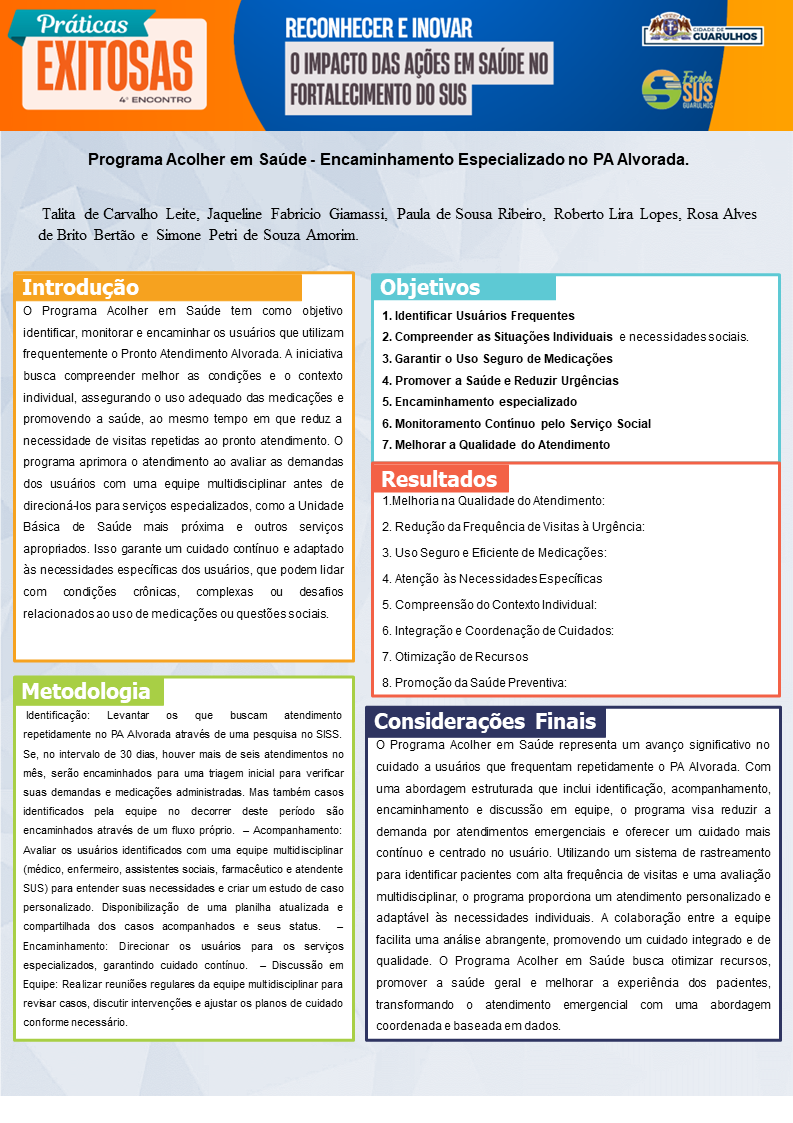 Práticas
EXITOSAS
4º ENCONTRO
RECONHECER E INOVAR
O IMPACTO DAS AÇÕES EM SAÚDE NO
FORTALECIMENTO DO SUS
CIDADE DE
GUARULHOS
Escola
SUS
GUARULHOS
Programa Acolher em Saúde - Encaminhamento Especializado no PA Alvorada.
Talita de Carvalho Leite, Jaqueline Fabricio Giamassi, Paula de Sousa Ribeiro, Roberto Lira Lopes, Rosa Alves
de Brito Bertão e Simone Petri de Souza Amorim.
Introdução
O Programa Acolher em Saúde tem como objetivo
identificar, monitorar e encaminhar os usuários que utilizam
frequentemente o Pronto Atendimento Alvorada. A iniciativa
busca compreender melhor as condições e o contexto
individual, assegurando o uso adequado das medicações e
promovendo a saúde, ao mesmo tempo em que reduz a
necessidade de visitas repetidas ao pronto atendimento. O
programa aprimora o atendimento ao avaliar as demandas
dos usuários com uma equipe multidisciplinar antes de
direcioná-los para serviços especializados, como a Unidade
Básica de Saúde mais próxima e outros serviços
apropriados. Isso garante um cuidado contínuo e adaptado
às necessidades específicas dos usuários, que podem lidar
com condições crônicas, complexas ou desafios
relacionados ao uso de medicações ou questões sociais.
Metodologia
Identificação: Levantar os que buscam atendimento
repetidamente no PA Alvorada através de uma pesquisa no SISS.
Se, no intervalo de 30 dias, houver mais de seis atendimentos no
mês, serão encaminhados para uma triagem inicial para verificar
suas demandas e medicações administradas. Mas também casos
identificados pela equipe no decorrer deste período são
encaminhados através de um fluxo próprio. – Acompanhamento:
Avaliar os usuários identificados com uma equipe multidisciplinar
(médico, enfermeiro, assistentes sociais, farmacêutico e atendente
SUS) para entender suas necessidades e criar um estudo de caso
personalizado. Disponibilização de uma planilha atualizada e
compartilhada dos casos acompanhados e seus status. –
Encaminhamento: Direcionar os usuários para os serviços
especializados, garantindo cuidado contínuo. – Discussão em
Equipe: Realizar reuniões regulares da equipe multidisciplinar para
revisar casos, discutir intervenções e ajustar os planos de cuidado
conforme necessário.
Objetivos
1. Identificar Usuários Frequentes
2. Compreender as Situações Individuais e necessidades sociais.
3. Garantir o Uso Seguro de Medicações
4. Promover a Saúde e Reduzir Urgências
5. Encaminhamento especializado
6. Monitoramento Contínuo pelo Serviço Social
7. Melhorar a Qualidade do Atendimento
Resultados
1.Melhoria na Qualidade do Atendimento:
2. Redução da Frequência de Visitas à Urgência:
3. Uso Seguro e Eficiente de Medicações:
4. Atenção às Necessidades Específicas
5. Compreensão do Contexto Individual:
6. Integração e Coordenação de Cuidados:
7. Otimização de Recursos
8. Promoção da Saúde Preventiva:
Considerações Finais
O Programa Acolher em Saúde representa um avanço significativo no
cuidado a usuários que frequentam repetidamente o PA Alvorada. Com
uma abordagem estruturada que inclui identificação, acompanhamento,
encaminhamento e discussão em equipe, o programa visa reduzir a
demanda por atendimentos emergenciais e oferecer um cuidado mais
contínuo e centrado no usuário. Utilizando um sistema de rastreamento
para identificar pacientes com alta frequência de visitas e uma avaliação
multidisciplinar, o programa proporciona um atendimento personalizado e
adaptável às necessidades individuais. A colaboração entre a equipe
facilita uma análise abrangente, promovendo um cuidado integrado e de
qualidade. O Programa Acolher em Saúde busca otimizar recursos,
promover a saúde geral e melhorar a experiência dos pacientes,
transformando o atendimento emergencial com uma abordagem
coordenada e baseada em dados.